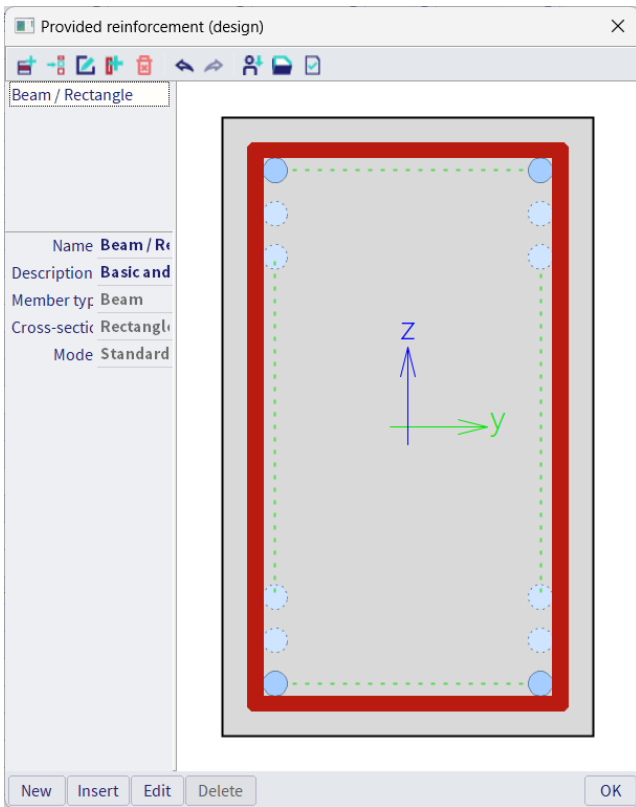 Provided reinforcement (design)
Beam / Rectangle
Name Beam / Re
Description Basic and
Member typ Beam
Cross-sectic Rectangl
Mode Standard
z
y
New Insert Edit Delete OK